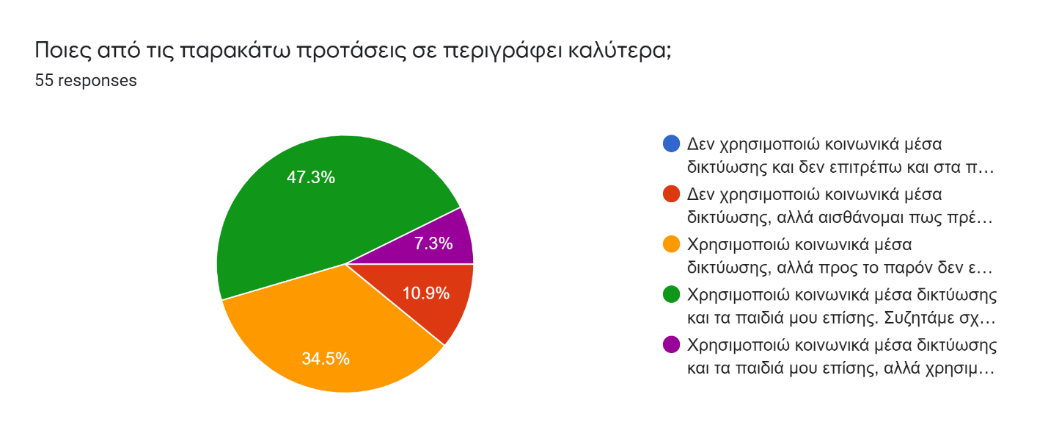 Ποιες από τις παρακάτω προτάσεις σε περιγράφει καλύτερα;
55 responses
47.3%
7.3%
10.9%
34.5%
Δεν χρησιμοποιώ κοινωνικά μέσα
δικτύωσης και δεν επιτρέπω και στα π…
Δεν χρησιμοποιώ κοινωνικά μέσα
δικτύωσης, αλλά αισθάνομαι πως πρέ…
Χρησιμοποιώ κοινωνικά μέσα
δικτύωσης, αλλά προς το παρόν δεν ε…
Χρησιμοποιώ κοινωνικά μέσα δικτύωσης
και τα παιδιά μου επίσης. Συζητάμε σχ…
Χρησιμοποιώ κοινωνικά μέσα δικτύωσης
και τα παιδιά μου επίσης, αλλά χρησιμ…